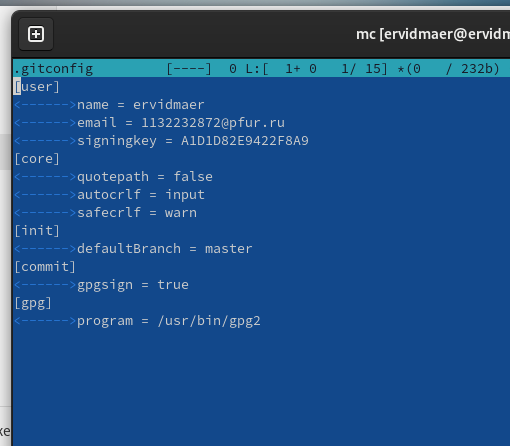 mc [ervidmaer@ervidm
.gitconfig [----] 0 L:[ 1+ 0 1/ 15] *(0 / 232b)
[user]
<------>name = ervidmaer
<------>email = 1132232872@pfur.ru
<------>signingkey = A1D1D82E9422F8A9
[core]
<------>quotepath = false
<------>autocrlf = input
<------>safecrlf = warn
[init]
<------>defaultBranch = master
[commit]
<------>gpgsign = true
[gpg]
<------>program = /usr/bin/gpg2